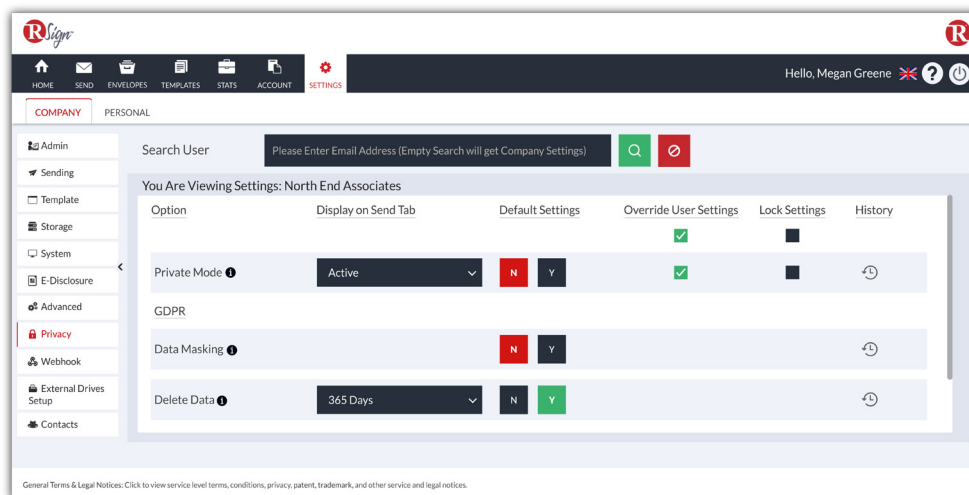 RSign
R
HOME SEND ENVELOPES TEMPLATES STATS ACCOUNT SETTINGS
Hello, Megan Greene ?
COMPANY PERSONAL
Admin
Sending
Template
Storage
System
E-Disclosure
Advanced
Privacy
Webhook
External Drives
Setup
Contacts
Search User Please Enter Email Address (Empty Search will get Company Settings)
You Are Viewing Settings: North End Associates
Option Display on Send Tab Default Settings Override User Settings Lock Settings History
Private Mode Active N Y
GDPR
Data Masking N Y
Delete Data 365 Days N Y
General Terms & Legal Notices: Click to view service level terms, conditions, privacy, patent, trademark, and other service and legal notices.